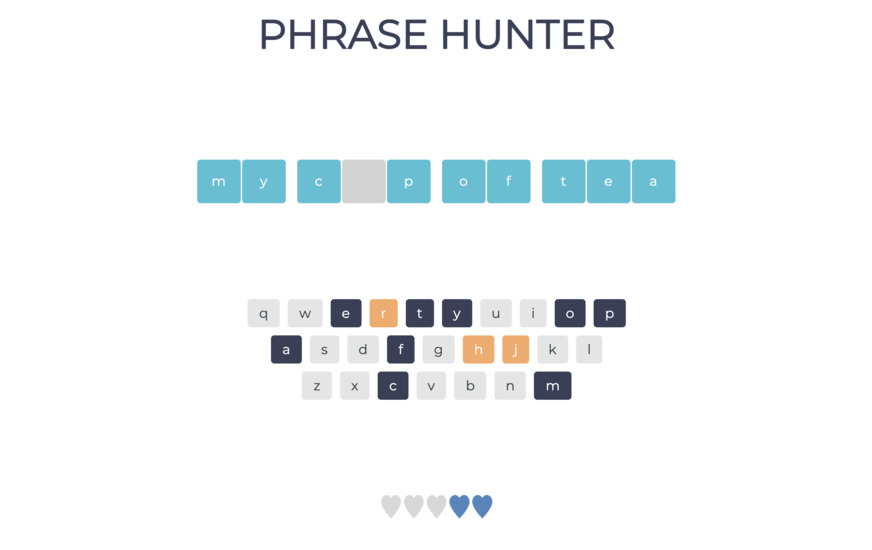 PHRASE HUNTER
m y c p o f t e a
q w e r t y u i o p
a s d f g h j k l
z x c v b n m